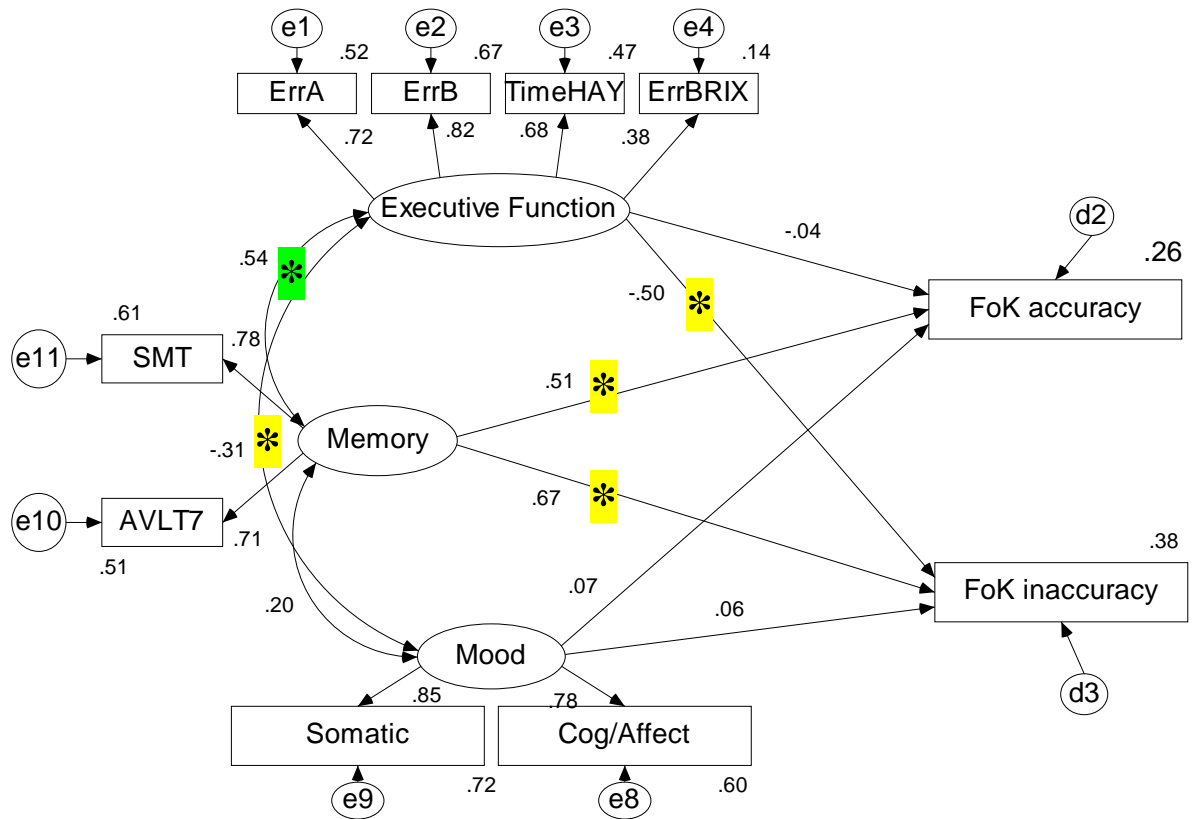 e1 e2 e3 e4
.52 .67 .47 .14
ErrA ErrB TimeHAY ErrBRIX
.72 .82 .68 .38
Executive Function
d2
-.04
.26
.54 *
-.50 *
FoK accuracy
.61
e11 SMT .78
.51 *
Memory
-.31 *
.67 *
e10 AVLT7 .71
.51
.38
FoK inaccuracy
.20
.07
.06
Mood
d3
.85 .78
Somatic Cog/Affect
.72 .60
e9 e8